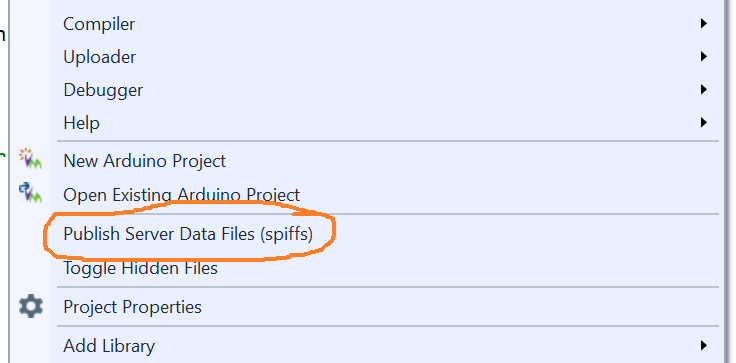 Compiler
Uploader
Debugger
Help
New Arduino Project
Open Existing Arduino Project
Publish Server Data Files (spiffs)
Toggle Hidden Files
Project Properties
Add Library